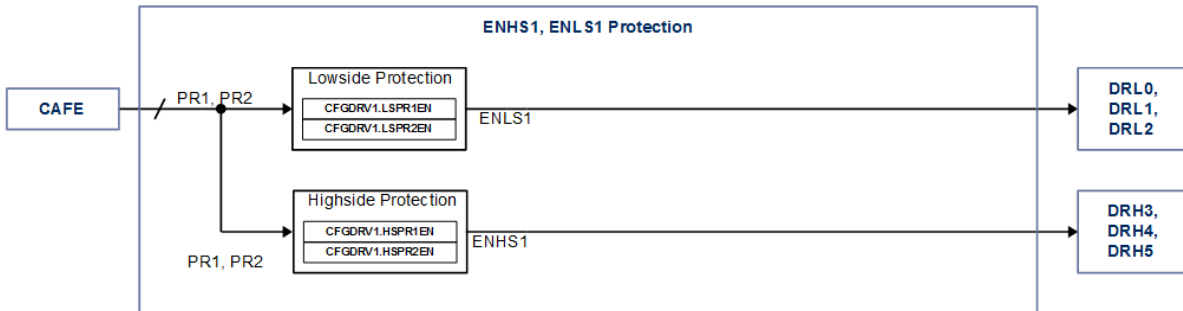 ENHS1, ENLS1 Protection
CAFE
PR1, PR2
Lowside Protection
CFGDRV1.LSPR1EN
CFGDRV1.LSPR2EN
ENLS1
DRL0,
DRL1,
DRL2
PR1, PR2
Highside Protection
CFGDRV1.HSPR1EN
CFGDRV1.HSPR2EN
ENHS1
DRH3,
DRH4,
DRH5